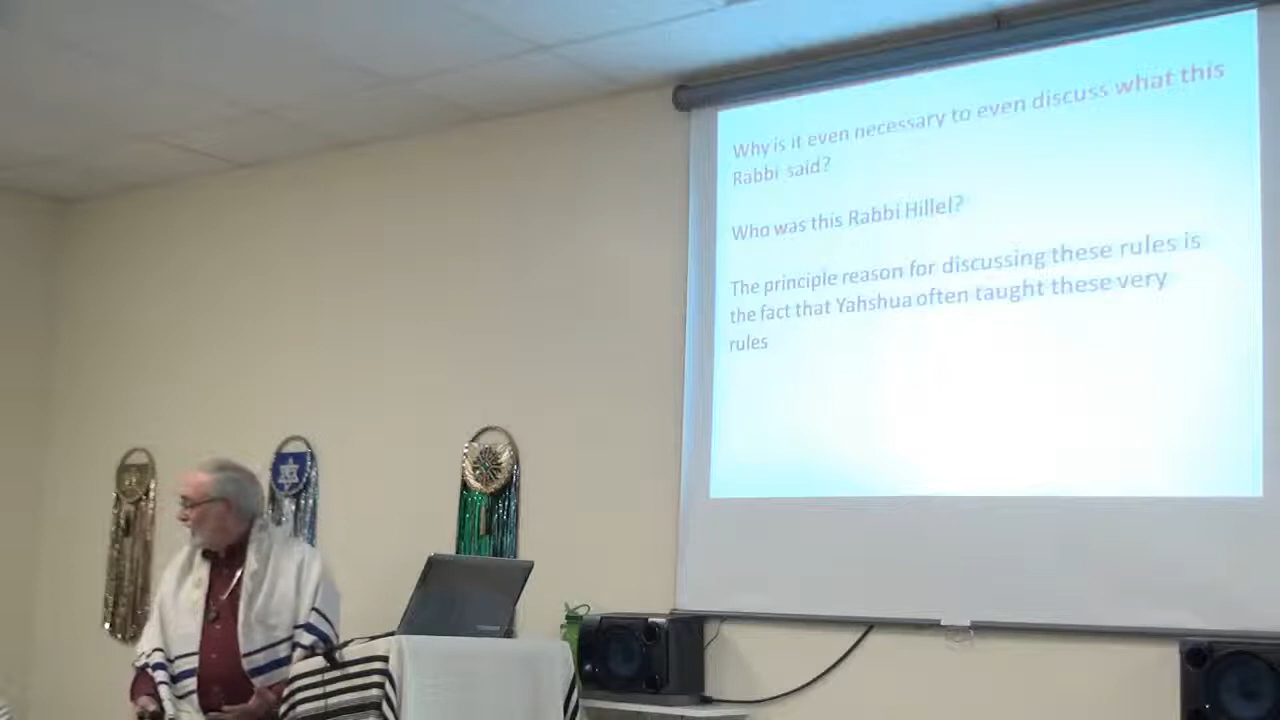 Why is it even necessary to even discuss what this
Rabbi said?
Who was this Rabbi Hillel?
The principle reason for discussing these rules is
the fact that Yahshua often taught these very
rules